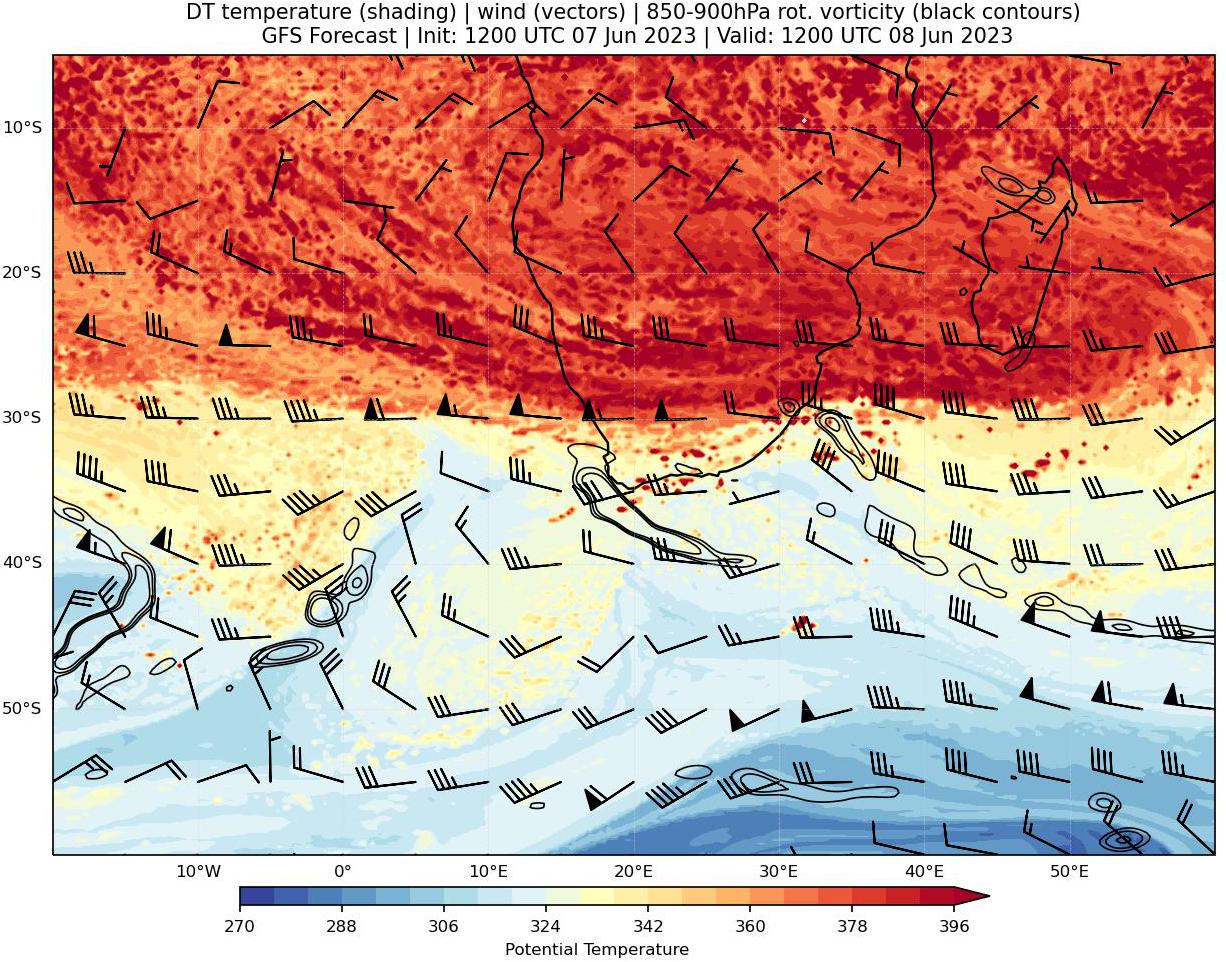 DT temperature (shading) | wind (vectors) | 850-900hPa rot. vorticity (black contours)
GFS Forecast | Init: 1200 UTC 07 Jun 2023 | Valid: 1200 UTC 08 Jun 2023
10°S
20°S
30°S
40°S
50°S
10°W 0° 10°E 20°E 30°E 40°E 50°E
270 288 306 324 342 360 378 396
Potential Temperature